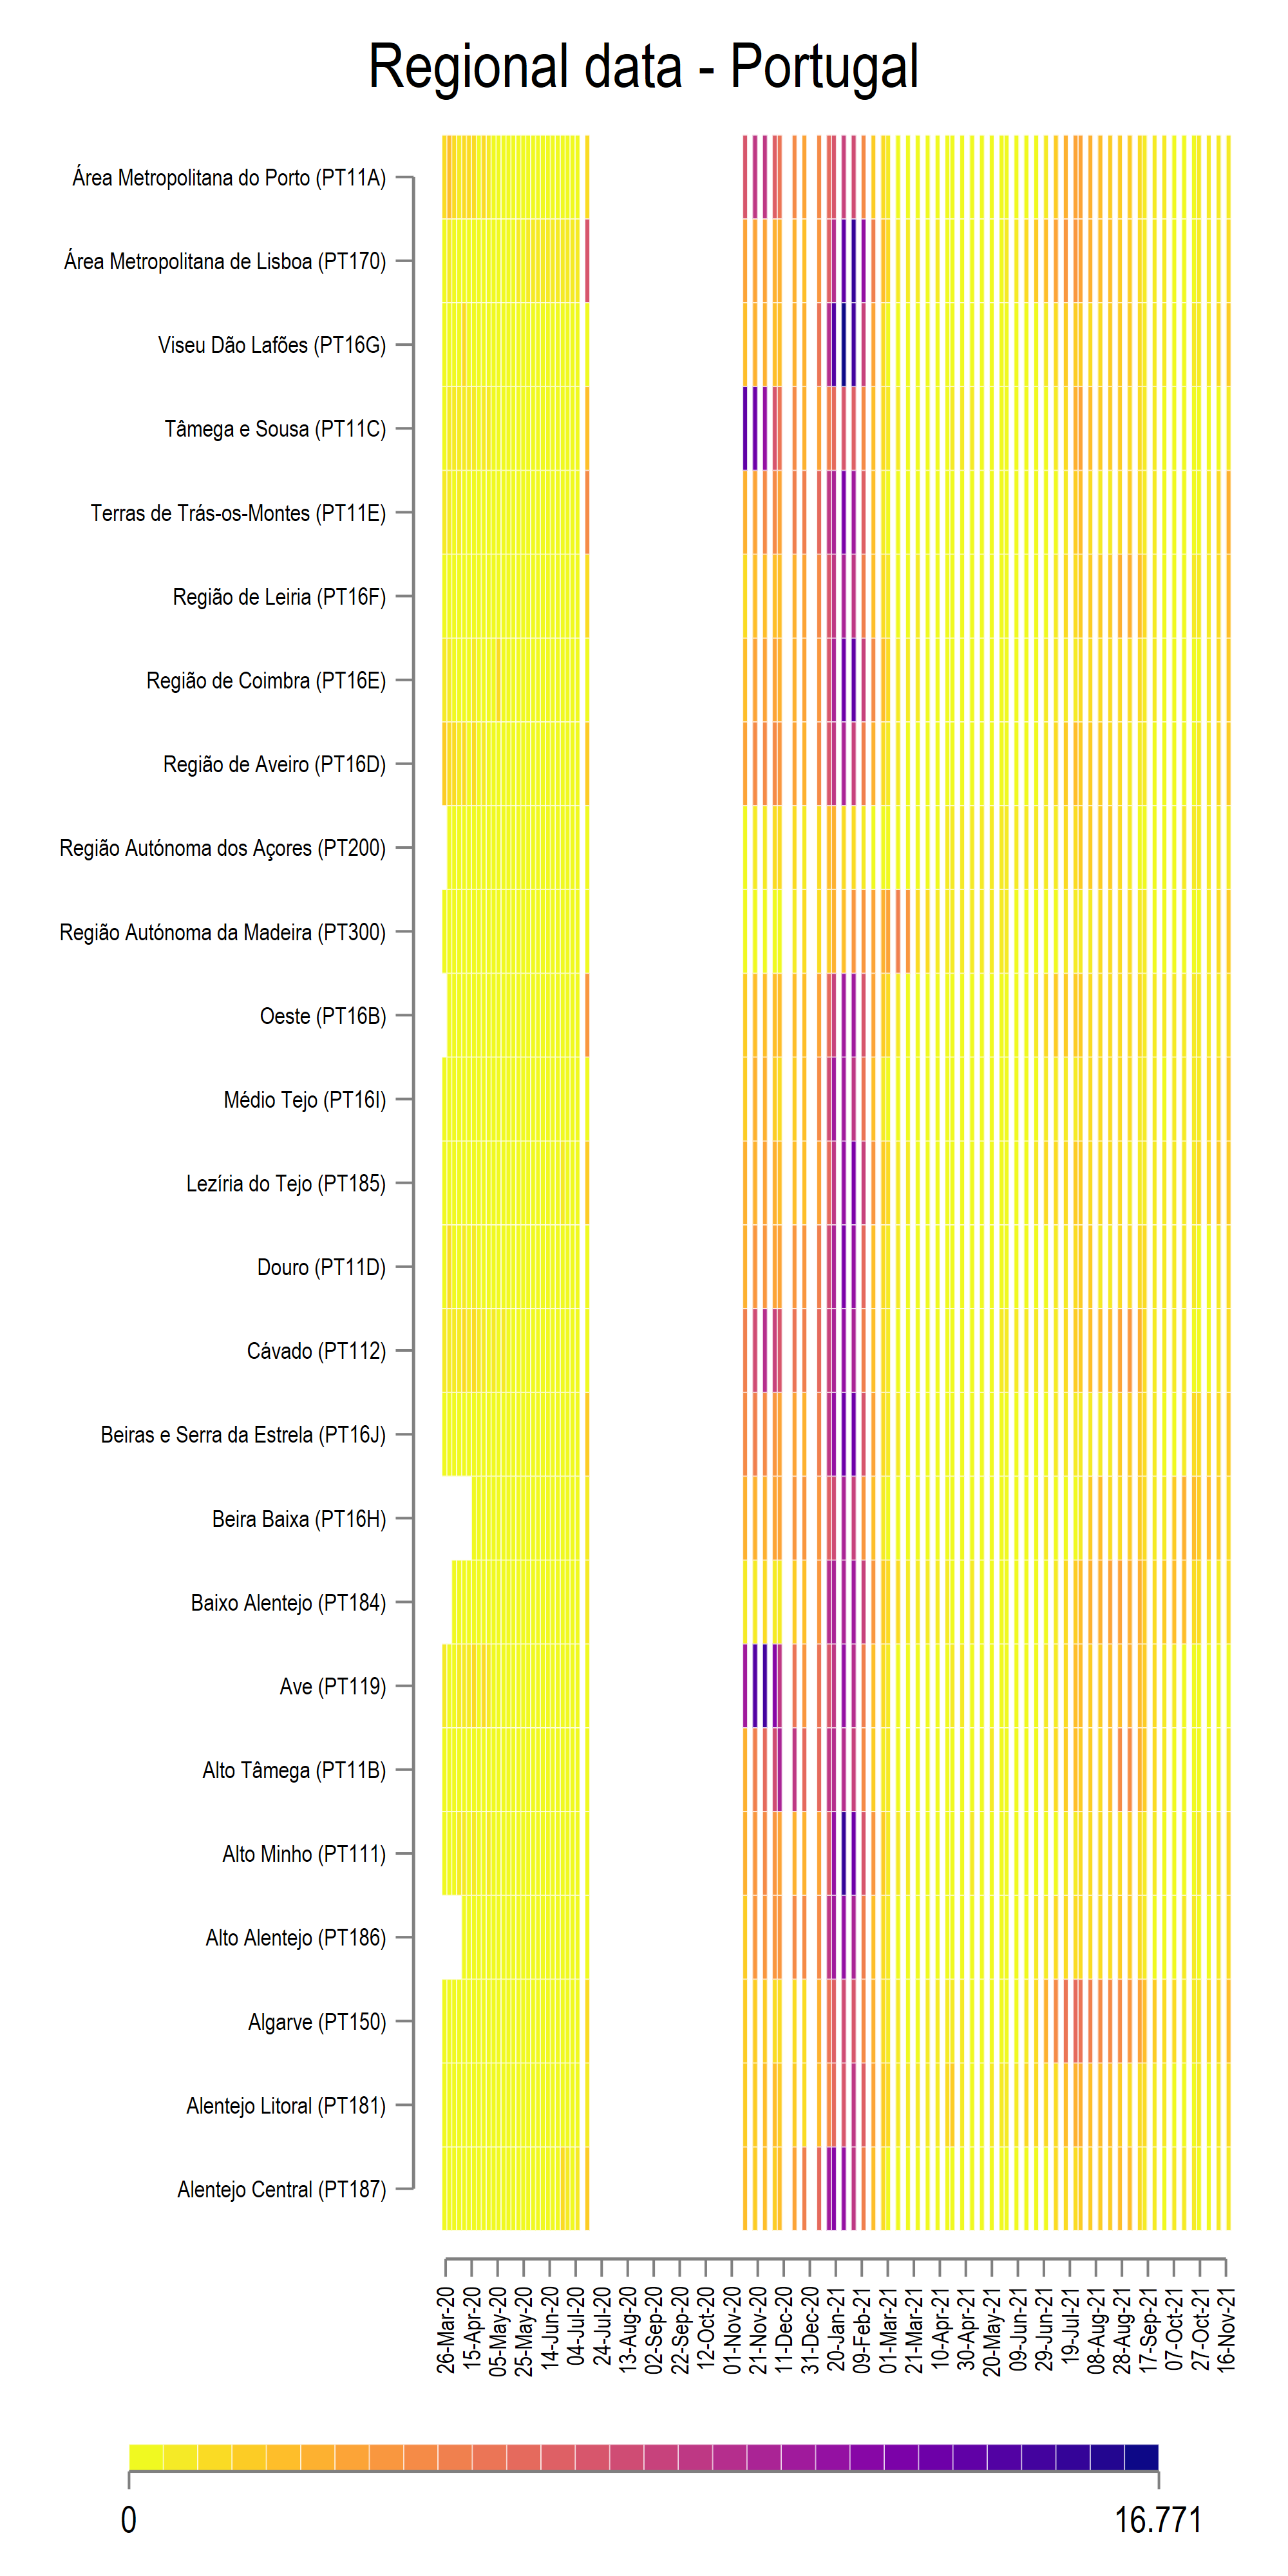 Regional data - Portugal
Área Metropolitana do Porto (PT11A)
Área Metropolitana de Lisboa (PT170)
Viseu Dão Lafões (PT16G)
Tâmega e Sousa (PT11C)
Terras de Trás-os-Montes (PT11E)
Região de Leiria (PT16F)
Região de Coimbra (PT16E)
Região de Aveiro (PT16D)
Região Autónoma dos Açores (PT200)
Região Autónoma da Madeira (PT300)
Oeste (PT16B)
Médio Tejo (PT16I)
Lezíria do Tejo (PT185)
Douro (PT11D)
Cávado (PT112)
Beiras e Serra da Estrela (PT16J)
Beira Baixa (PT16H)
Baixo Alentejo (PT184)
Ave (PT119)
Alto Tâmega (PT11B)
Alto Minho (PT111)
Alto Alentejo (PT186)
Algarve (PT150)
Alentejo Litoral (PT181)
Alentejo Central (PT187)
26-Mar-20
15-Apr-20
05-May-20
25-May-20
14-Jun-20
04-Jul-20
24-Jul-20
13-Aug-20
02-Sep-20
22-Sep-20
12-Oct-20
01-Nov-20
21-Nov-20
11-Dec-20
31-Dec-20
20-Jan-21
09-Feb-21
01-Mar-21
21-Mar-21
10-Apr-21
30-Apr-21
20-May-21
09-Jun-21
29-Jun-21
19-Jul-21
08-Aug-21
28-Aug-21
17-Sep-21
07-Oct-21
27-Oct-21
16-Nov-21
0
16.771